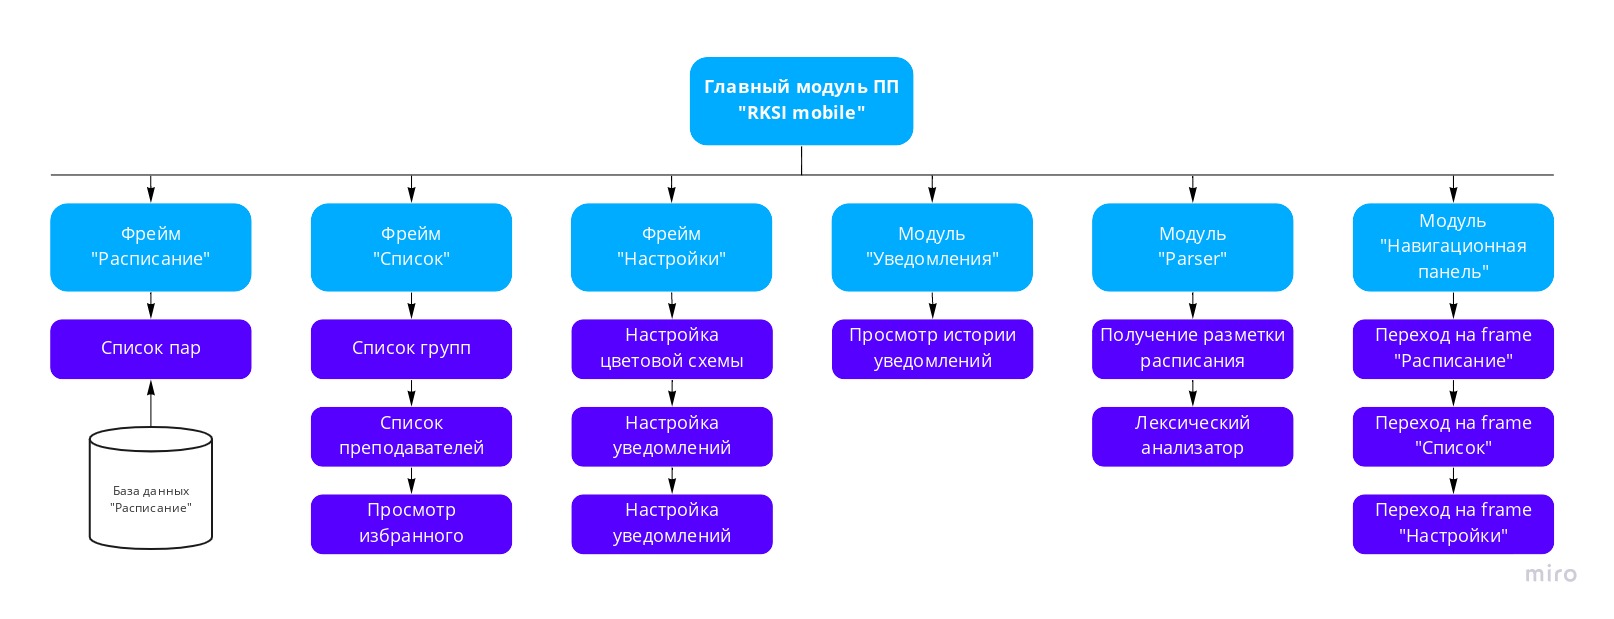 Главный модуль ПП
"RKSI mobile"
Фрейм
"Расписание"
Фрейм
"Список"
Фрейм
"Настройки"
Модуль
"Уведомления"
Модуль
"Parser"
Модуль
"Навигационная
панель"
Список пар
Список групп
Настройка
цветовой схемы
Просмотр истории
уведомлений
Получение разметки
расписания
Переход на frame
"Расписание"
Список
преподавателей
Настройка
уведомлений
Лексический
анализатор
Переход на frame
"Список"
База данных
"Расписание"
Просмотр
избранного
Настройка
уведомлений
Переход на frame
"Настройки"
miro